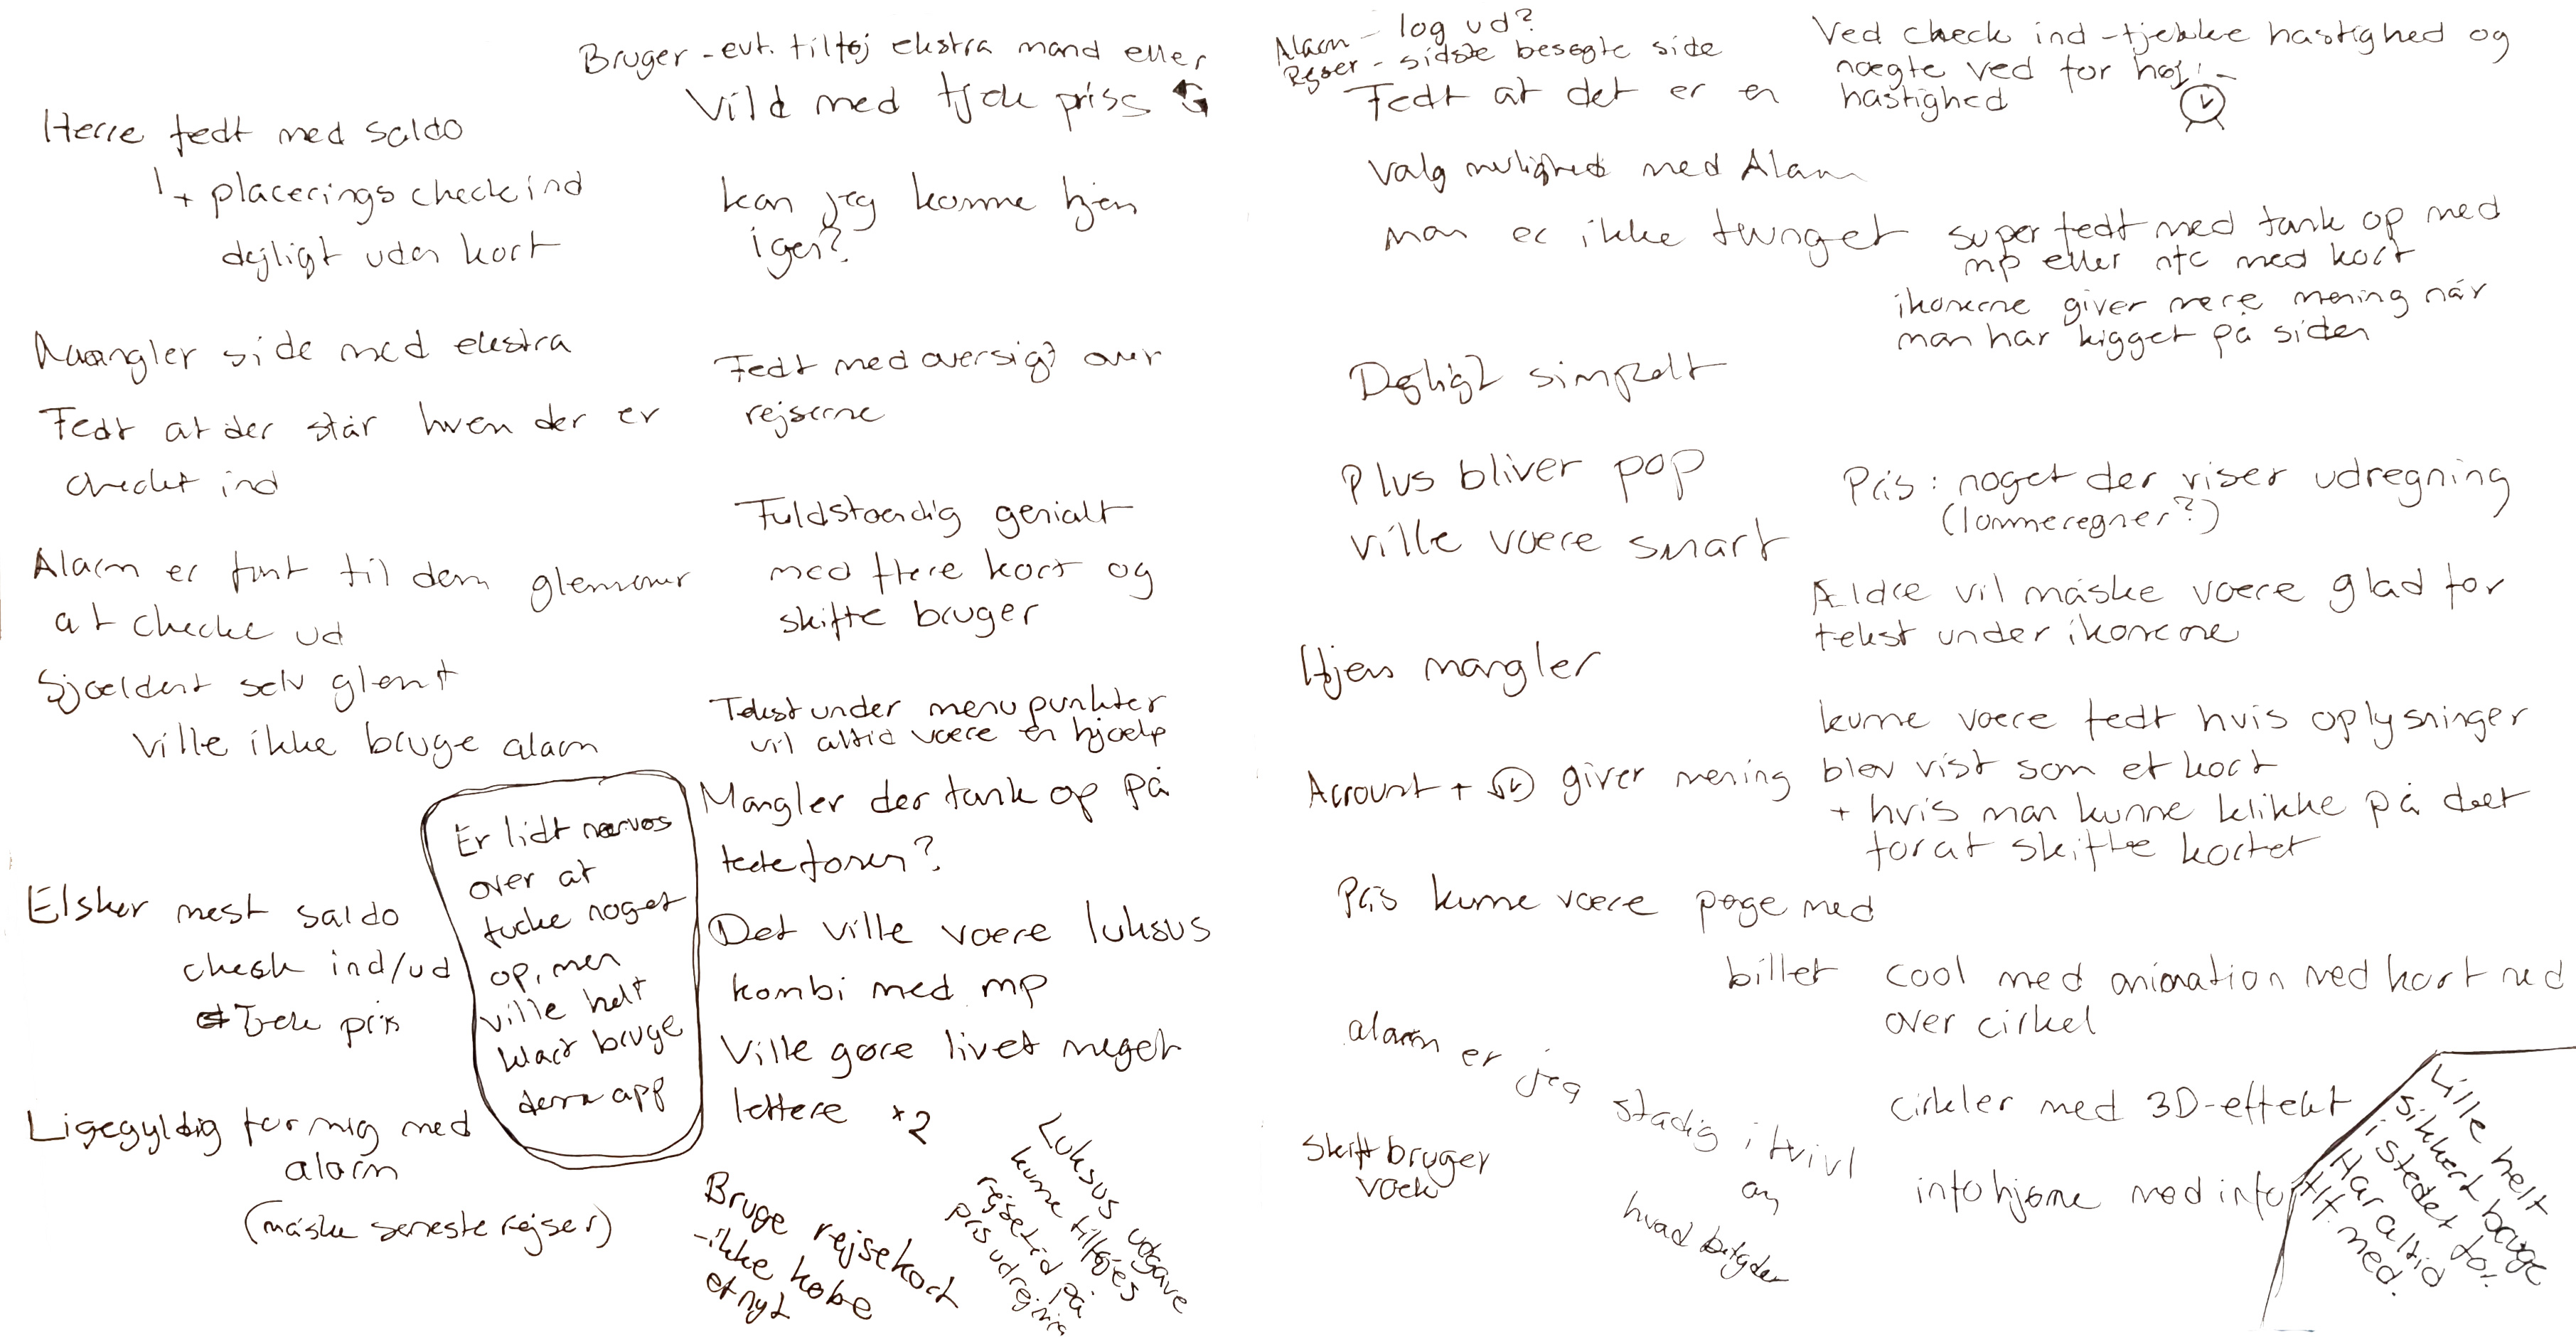 Bruger - evt. tilføj ekstra mand eller
Vild med tjek priss
Herre fedt med saldo
+ placerings check ind
dejligt uden kort
kan jeg komme hjem
igen?
Maangler side med ekstra
Fedt at der står hvem der er
checket ind
Fedt med oversigt over
rejserne
Alarm er fint til dem glemmer
at checke ud
Sjældent selv glemt
ville ikke bruge alarm
Fuldstændig genialt
med flere kort og
skifte bruger
Tekst under menu punkter
vil altid være en hjælp
Er lidt nervøs
over at
fucke noget
op, men
ville helt
klart bruge
denne app
Elsker mest saldo
check ind/ud
Tjek pris
Ligegyldig for mig med
alarm
(måske seneste rejser)
Mangler der tank op på
telefonen?
Det ville være luksus
kombi med mp
Ville gøre livet meget
lettere x2
Bruge rejsekort
- ikke købe
et nyt
Luksus udgave
kunne tilføjes
rejsetid på
pris udregning
Alarm - log ud?
Rejser - sidste besøgte side
Fedt at det er en
valg mulighed med Alarm
man er ikke tvunget
Dejligt simpelt
Plus bliver pop
ville være smart
Hjem mangler
Account + giver mening
Pris kunne være page med
billet
alarm er jeg stadig i tvivl
om
hvad betyder
Skift bruger
væk
Ved check ind - tjekke hastighed og
nægte ved for høj
hastighed
super fedt med tank op med
mp eller nfc med kort
ikonerne giver mere mening når
man har kigget på siden
Pris: noget der viser udregning
(lommeregner?)
Ældre vil måske være glad for
tekst under ikonerne
kunne være fedt hvis oplysninger
blev vist som et kort
+ hvis man kunne klikke på det
for at skifte kortet
cool med animation med kort ned
over cirkel
cirkler med 3D-effekt
infohjørne med info
Ville helt
sikkert bruge
i stedet for.
Har altid
tlf. med.